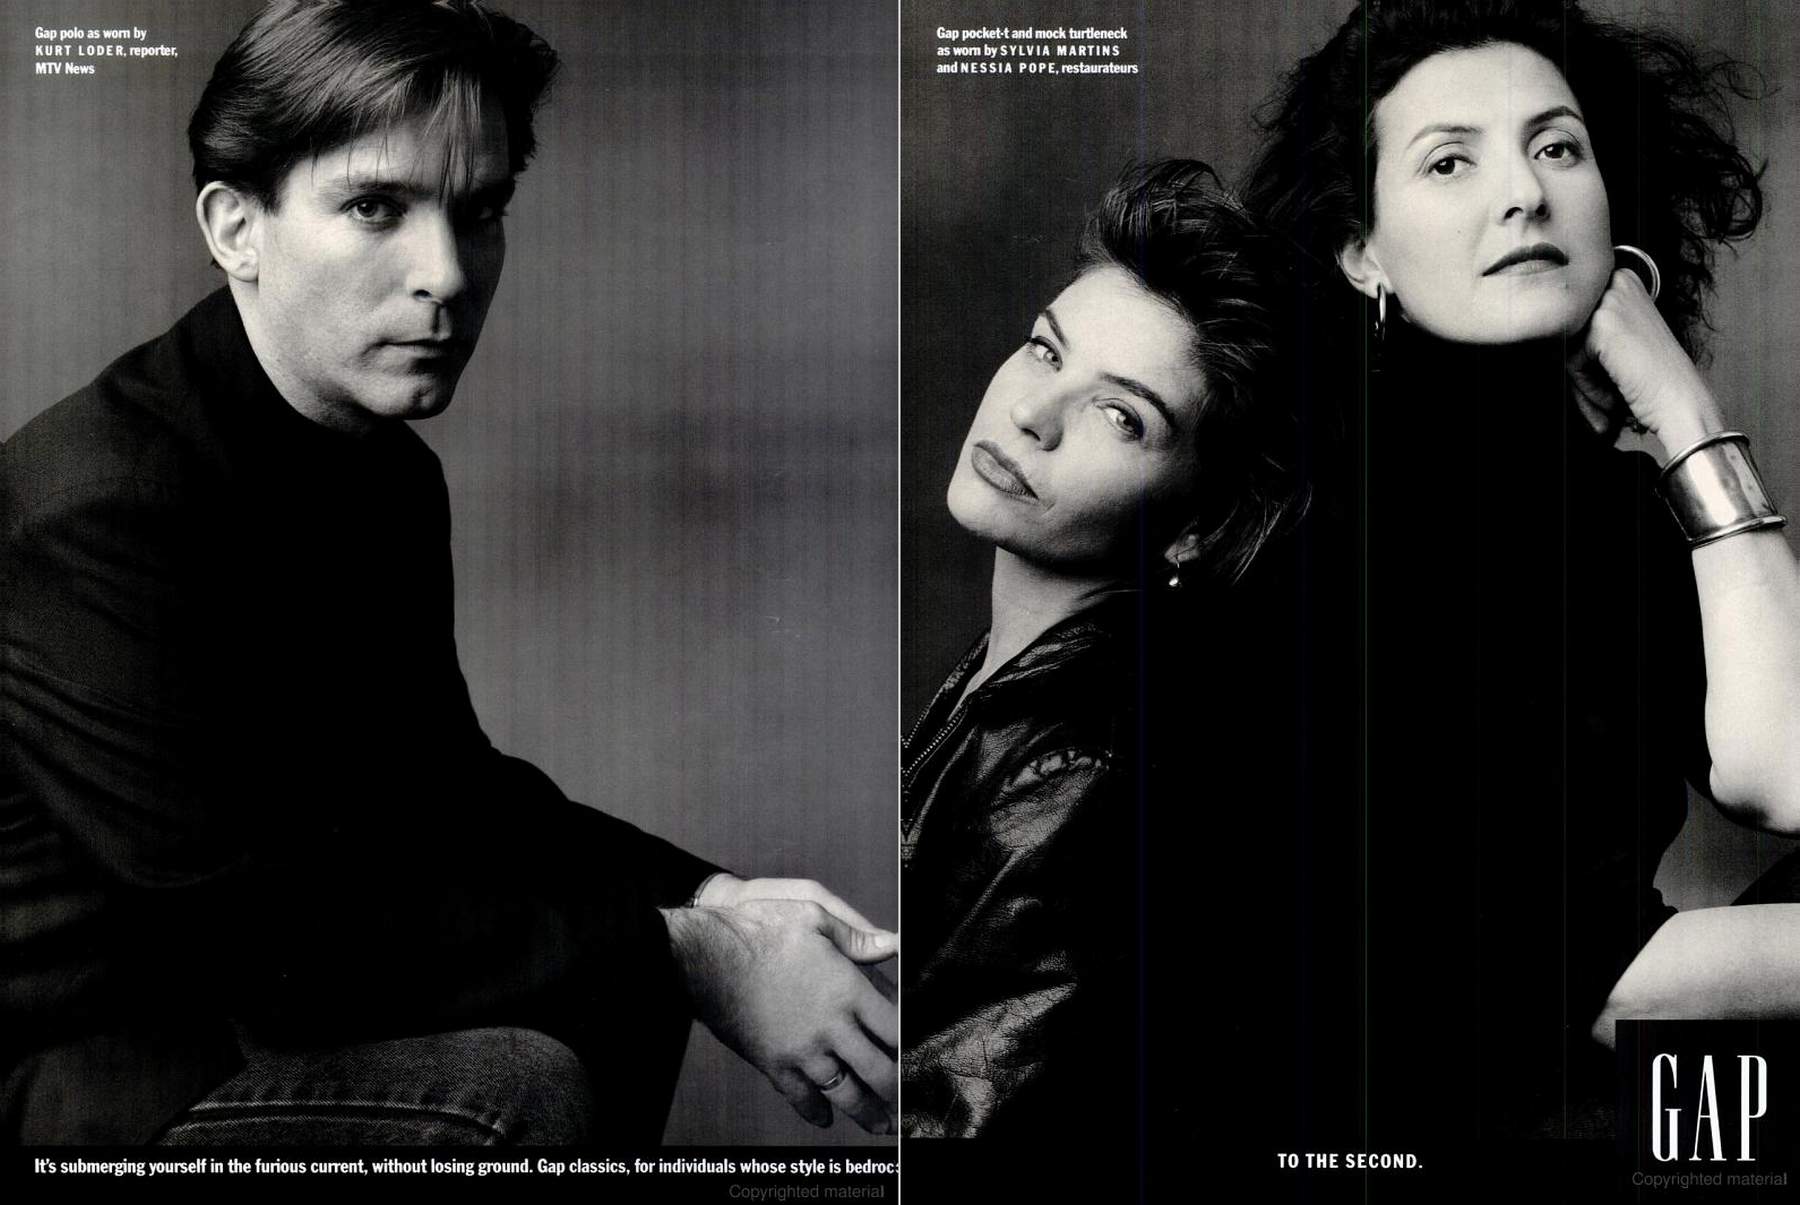 Gap polo as worn by
KURT LODER, reporter,
MTV News
It's submerging yourself in the furious current, without losing ground. Gap classics, for individuals whose style is bedroc
Copyrighted material
Gap pocket-t and mock turtleneck
as worn by SYLVIA MARTINS
and NESSIA POPE, restaurateurs
TO THE SECOND.
GAP
Copyrighted material